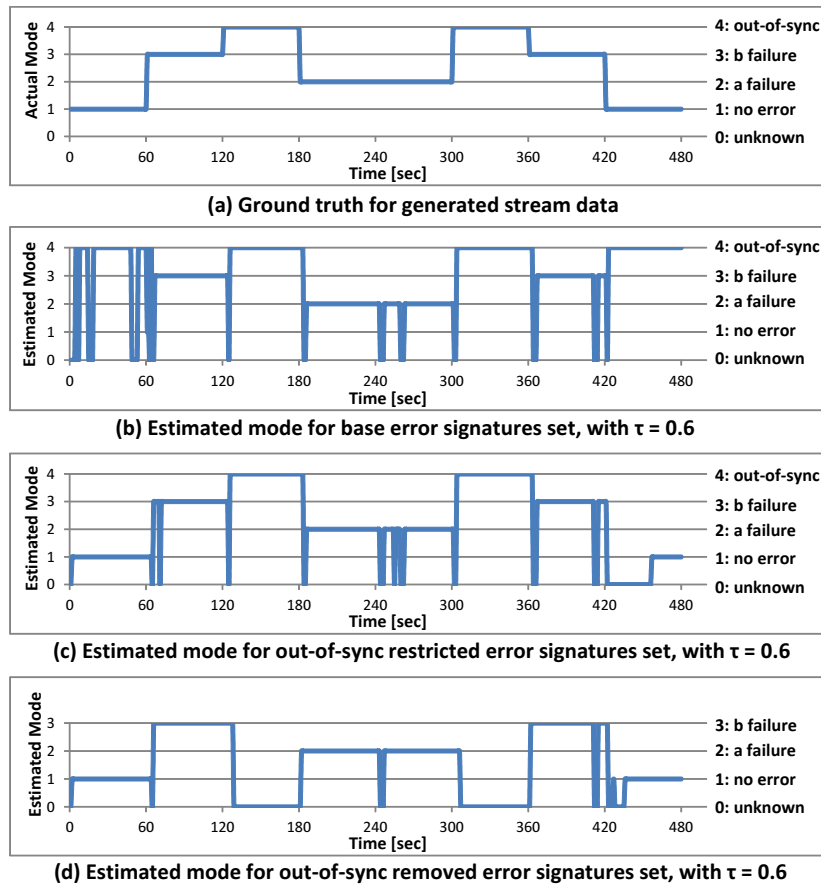 Actual Mode
4
3
2
1
0
4: out-of-sync
3: b failure
2: a failure
1: no error
0: unknown
0 60 120 180 240 300 360 420 480
Time [sec]
(a) Ground truth for generated stream data
Estimated Mode
4
3
2
1
0
4: out-of-sync
3: b failure
2: a failure
1: no error
0: unknown
0 60 120 180 240 300 360 420 480
Time [sec]
(b) Estimated mode for base error signatures set, with τ = 0.6
Estimated Mode
4
3
2
1
0
4: out-of-sync
3: b failure
2: a failure
1: no error
0: unknown
0 60 120 180 240 300 360 420 480
Time [sec]
(c) Estimated mode for out-of-sync restricted error signatures set, with τ = 0.6
Estimated Mode
3
2
1
0
3: b failure
2: a failure
1: no error
0: unknown
0 60 120 180 240 300 360 420 480
Time [sec]
(d) Estimated mode for out-of-sync removed error signatures set, with τ = 0.6